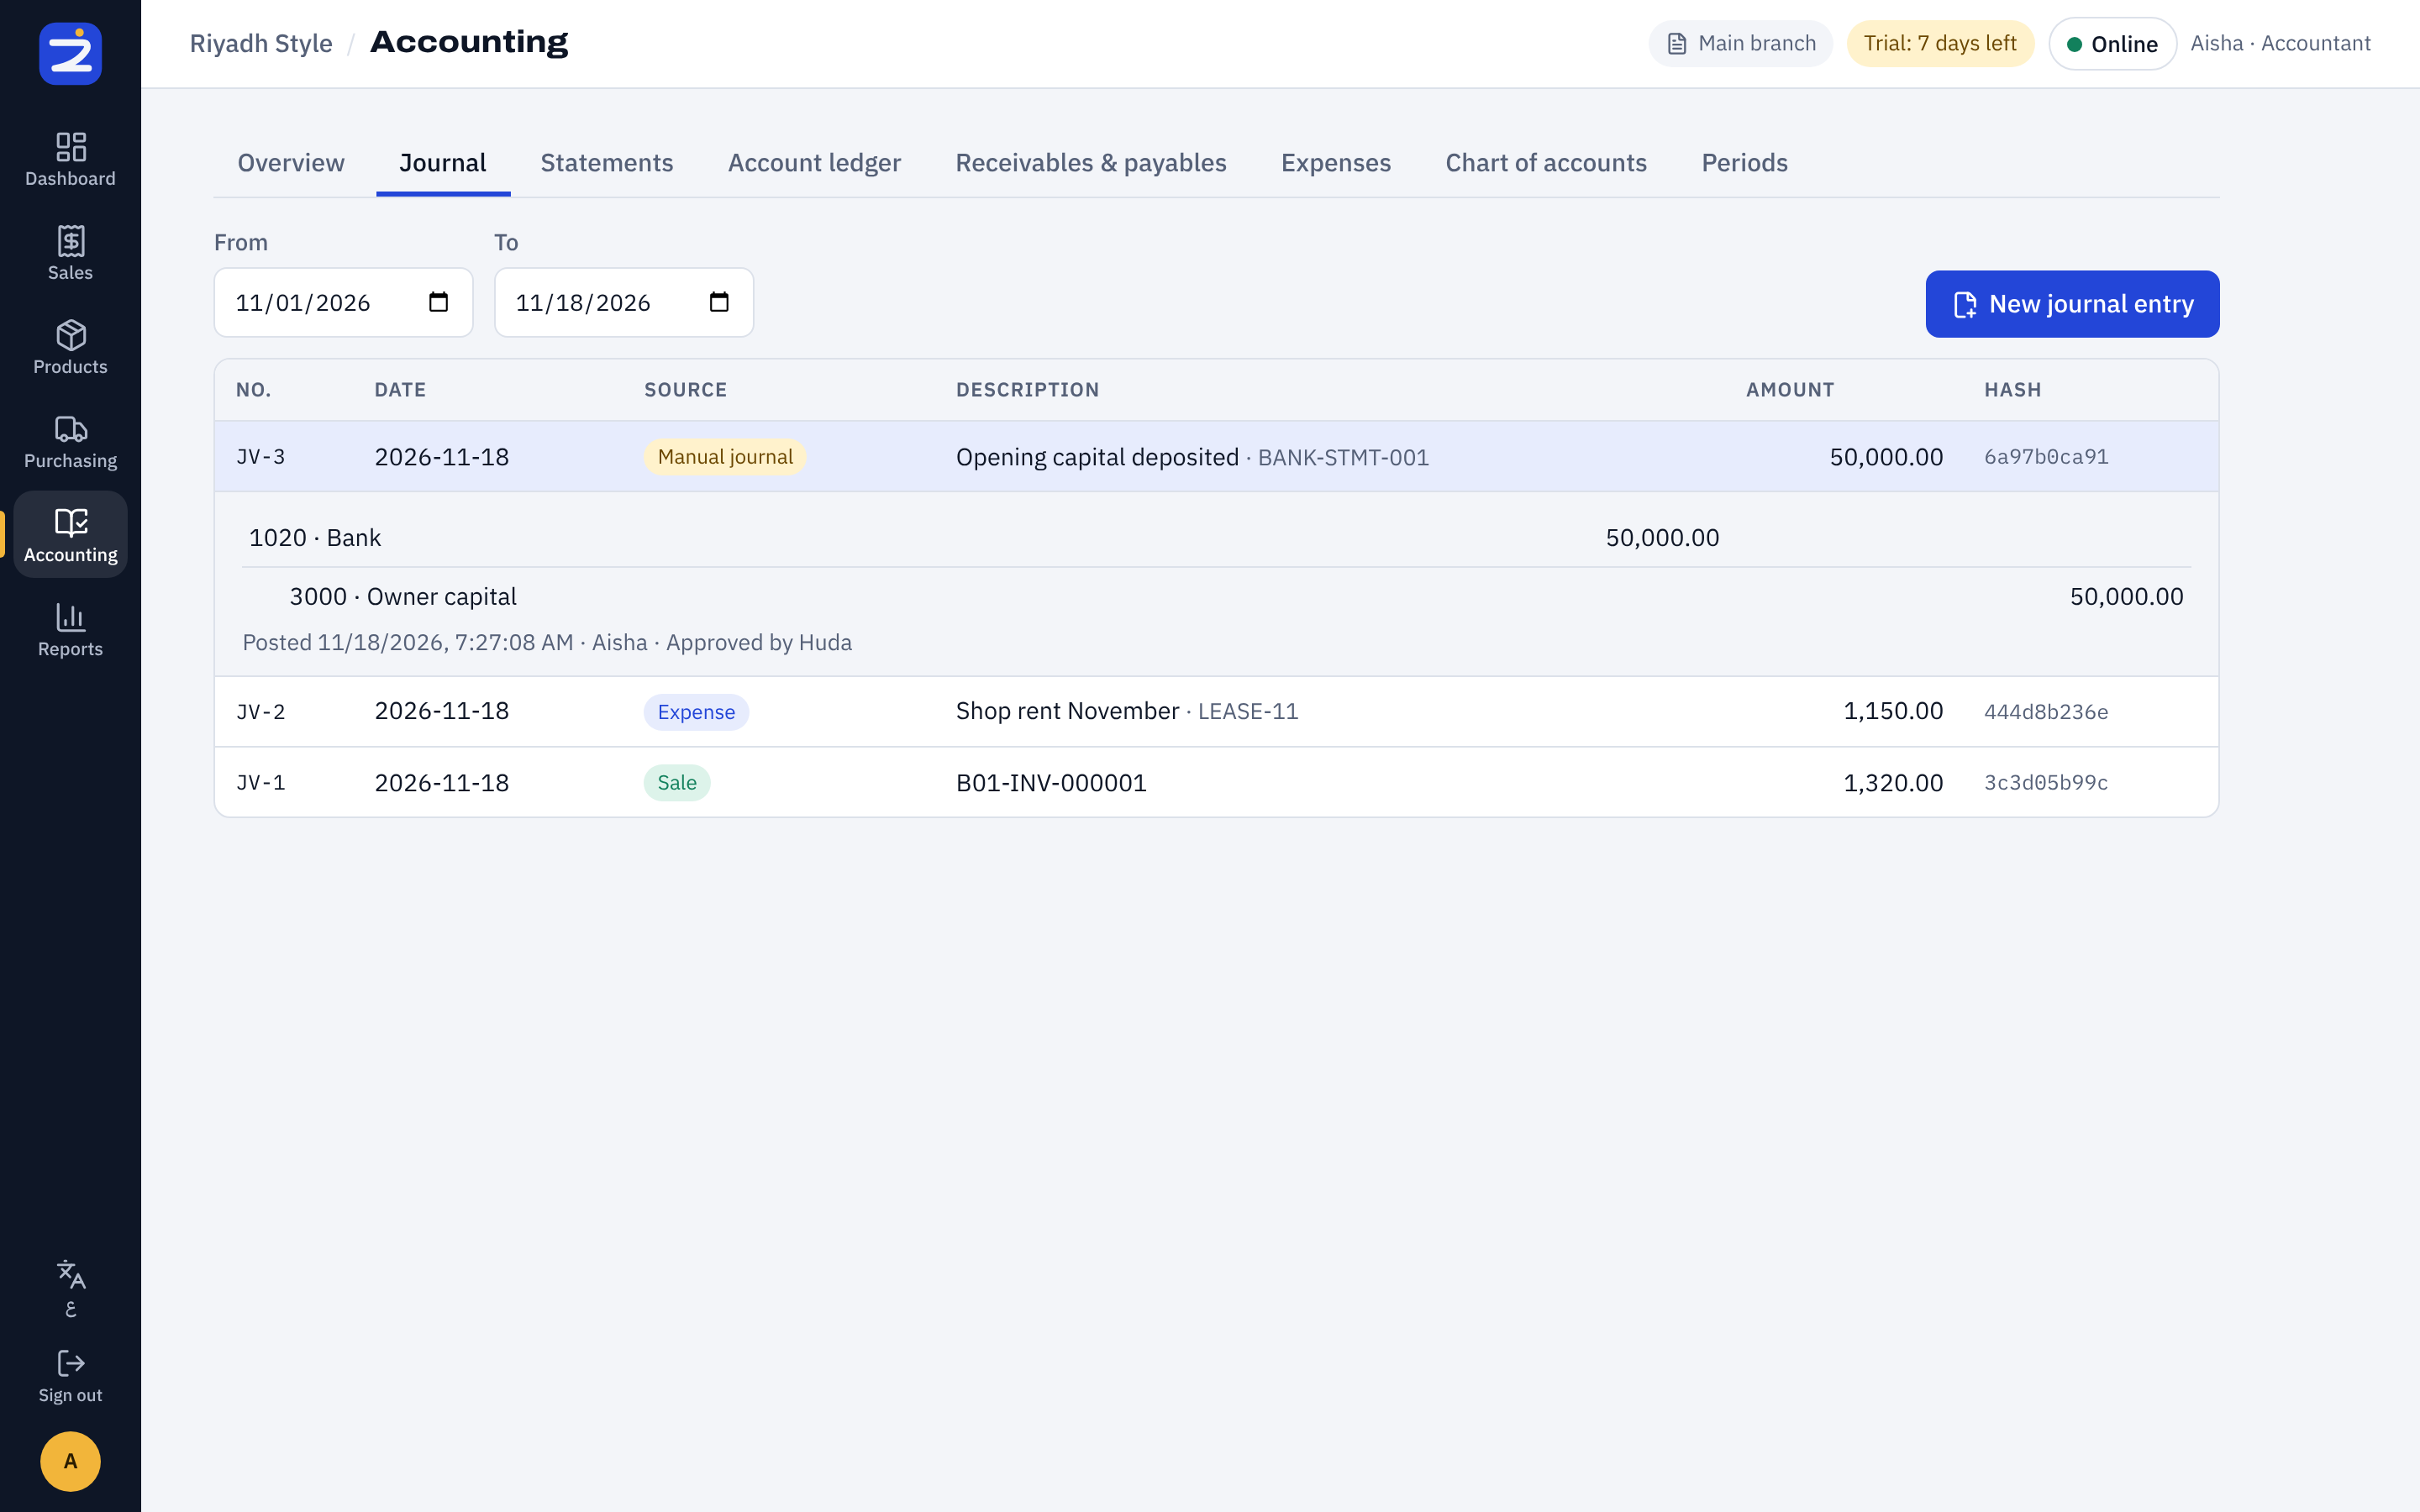 Riyadh Style / Accounting
Main branch
Trial: 7 days left
Online
Aisha · Accountant
Dashboard
Sales
Products
Purchasing
Accounting
Reports
ع
Sign out
A
Overview Journal Statements Account ledger Receivables & payables Expenses Chart of accounts Periods
From To
11/01/2026 11/18/2026
New journal entry
NO. DATE SOURCE DESCRIPTION AMOUNT HASH
JV-3 2026-11-18 Manual journal Opening capital deposited · BANK-STMT-001 50,000.00 6a97b0ca91
1020 · Bank 50,000.00
3000 · Owner capital 50,000.00
Posted 11/18/2026, 7:27:08 AM · Aisha · Approved by Huda
JV-2 2026-11-18 Expense Shop rent November · LEASE-11 1,150.00 444d8b236e
JV-1 2026-11-18 Sale B01-INV-000001 1,320.00 3c3d05b99c